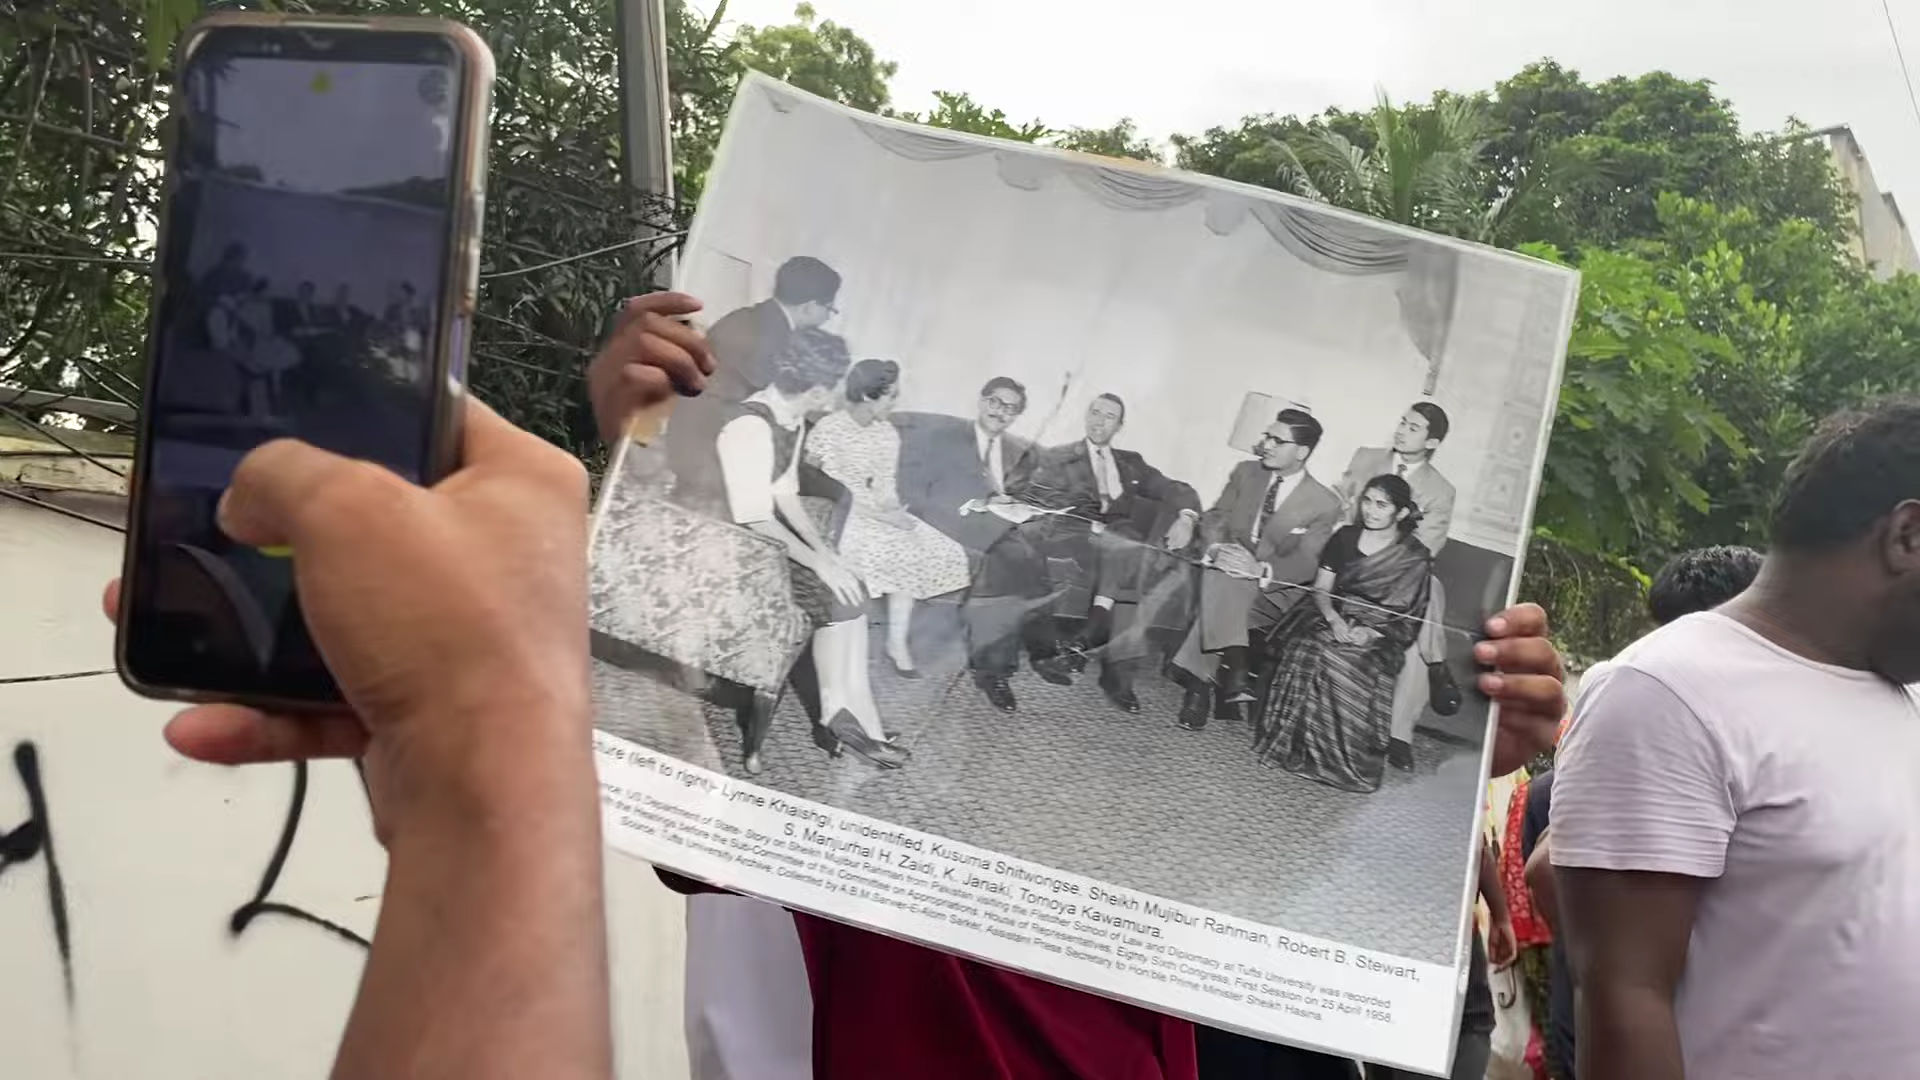 (left to right)- Lynne Khaishgi, unidentified, Kusuma Snitwongse, Sheikh Mujibur Rahman, Robert B. Stewart,
S. Manjurhal H. Zaidi, K. Janaki, Tomoya Kawamura.
US Department of State- Story on Sheikh Mujibur Rahman from Pakistan visiting the Fletcher School of Law and Diplomacy at Tufts University was recorded
the Hearings before the Sub-Committee of the Committee on Appropriations, House of Representatives, Eighty Sixth Congress, First Session on 25 April 1958.
Source: Tufts University Archive; Collected by A.B.M Sarwer-E-Alom Sarker, Assistant Press Secretary to Hon'ble Prime Minister Sheikh Hasina.